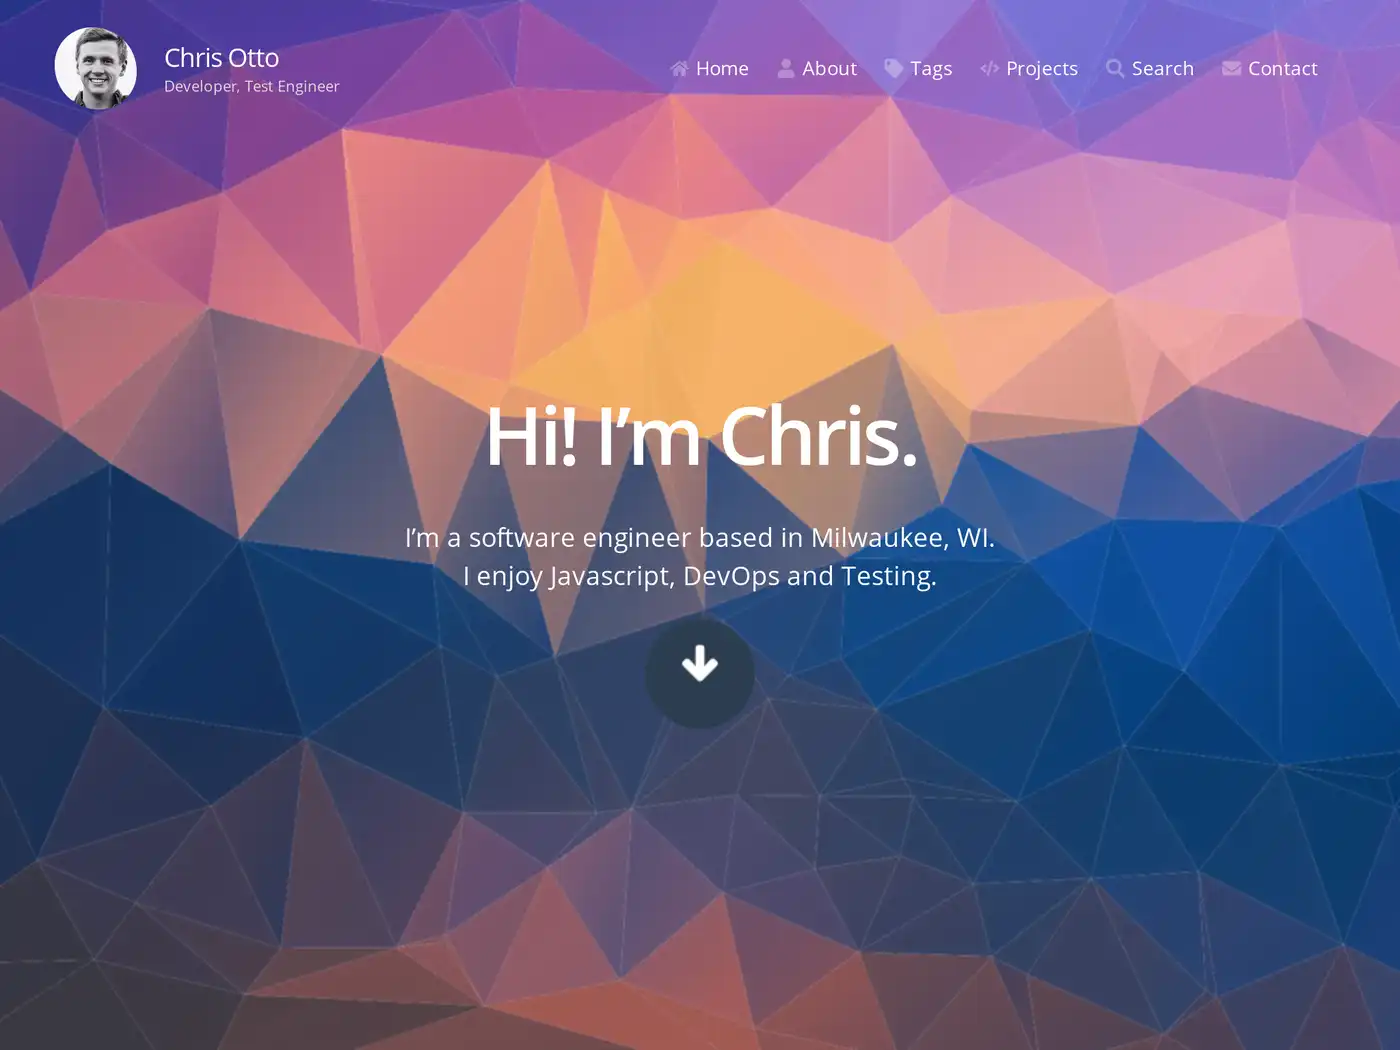 Chris Otto
Developer, Test Engineer
Home About Tags Projects Search Contact
Hi! I’m Chris.
I’m a software engineer based in Milwaukee, WI.
I enjoy Javascript, DevOps and Testing.